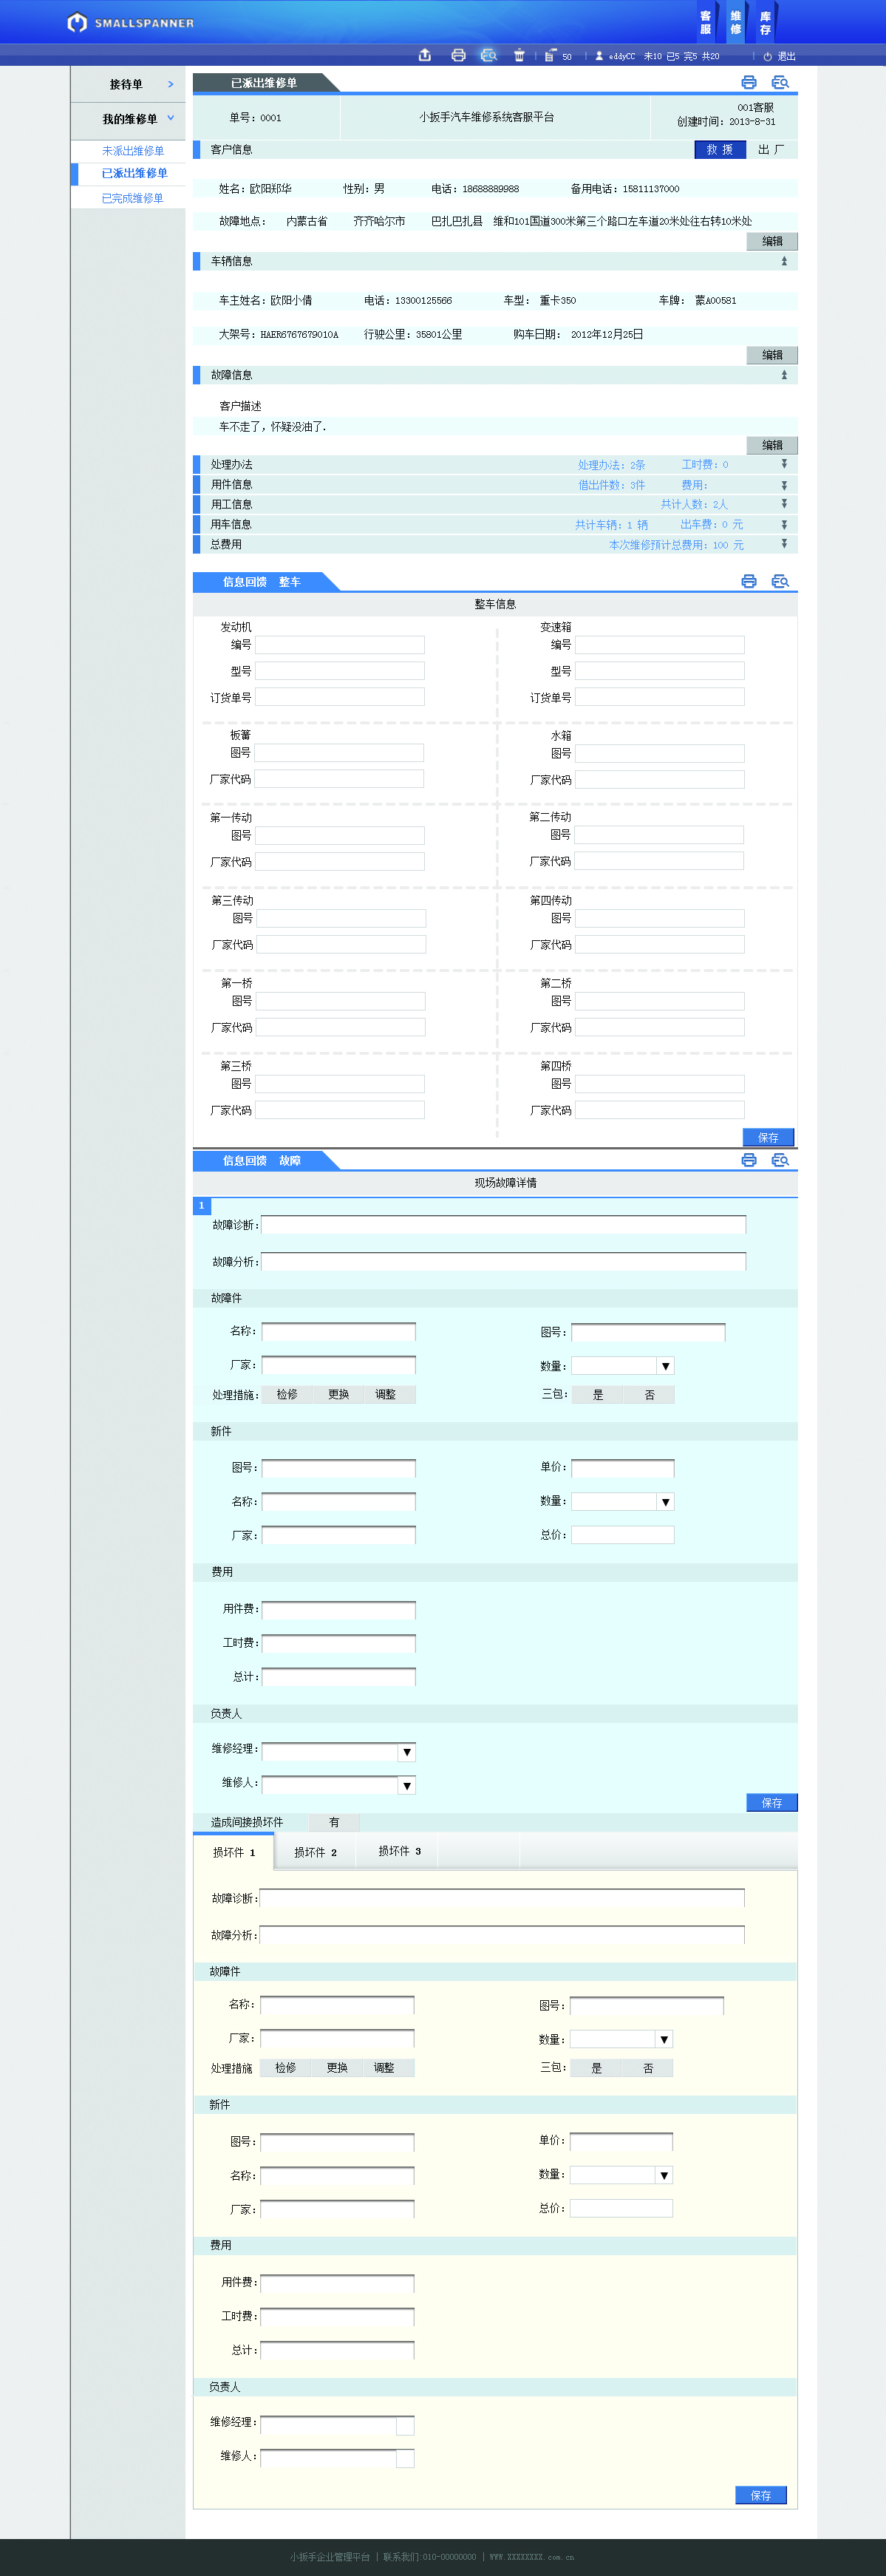 SMALLSPANNER 客服 维修 库存
50 eddyCC 未10 已5 完5 共20 退出
接待单
我的维修单
未派出维修单
已派出维修单
已完成维修单
已派出维修单
单号：0001 小扳手汽车维修系统客服平台 001客服
创建时间：2013-8-31
客户信息 救 援 出 厂
姓名：欧阳郑华 性别：男 电话：18688889988 备用电话：15811137000
故障地点： 内蒙古省 齐齐哈尔市 巴扎巴扎县 维和101国道300米第三个路口左车道20米处往右转10米处
编辑
车辆信息
车主姓名：欧阳小倩 电话：13300125566 车型： 重卡350 车牌： 蒙A00581
大架号：HAER6767679010A 行驶公里：35801公里 购车日期： 2012年12月25日
编辑
故障信息
客户描述
车不走了，怀疑没油了.
编辑
处理办法 处理办法：2条 工时费：0
用件信息 借出件数：3件 费用：
用工信息 共计人数：2人
用车信息 共计车辆：1 辆 出车费：0 元
总费用 本次维修预计总费用：100 元
信息回馈 整车
整车信息
发动机 变速箱
编号 编号
型号 型号
订货单号 订货单号
板簧 水箱
图号 图号
厂家代码 厂家代码
第一传动 第二传动
图号 图号
厂家代码 厂家代码
第三传动 第四传动
图号 图号
厂家代码 厂家代码
第一桥 第二桥
图号 图号
厂家代码 厂家代码
第三桥 第四桥
图号 图号
厂家代码 厂家代码
保存
信息回馈 故障
现场故障详情
1
故障诊断：
故障分析：
故障件
名称： 图号：
厂家： 数量：
处理措施： 检修 更换 调整 三包： 是 否
新件
图号： 单价：
名称： 数量：
厂家： 总价：
费用
用件费：
工时费：
总计：
负责人
维修经理：
维修人：
保存
造成间接损坏件 有
损坏件 1 损坏件 2 损坏件 3
故障诊断：
故障分析：
故障件
名称： 图号：
厂家： 数量：
处理措施 检修 更换 调整 三包： 是 否
新件
图号： 单价：
名称： 数量：
厂家： 总价：
费用
用件费：
工时费：
总计：
负责人
维修经理：
维修人：
保存
小扳手企业管理平台 | 联系我们:010-00000000 | WWW.XXXXXXXX.com.cn